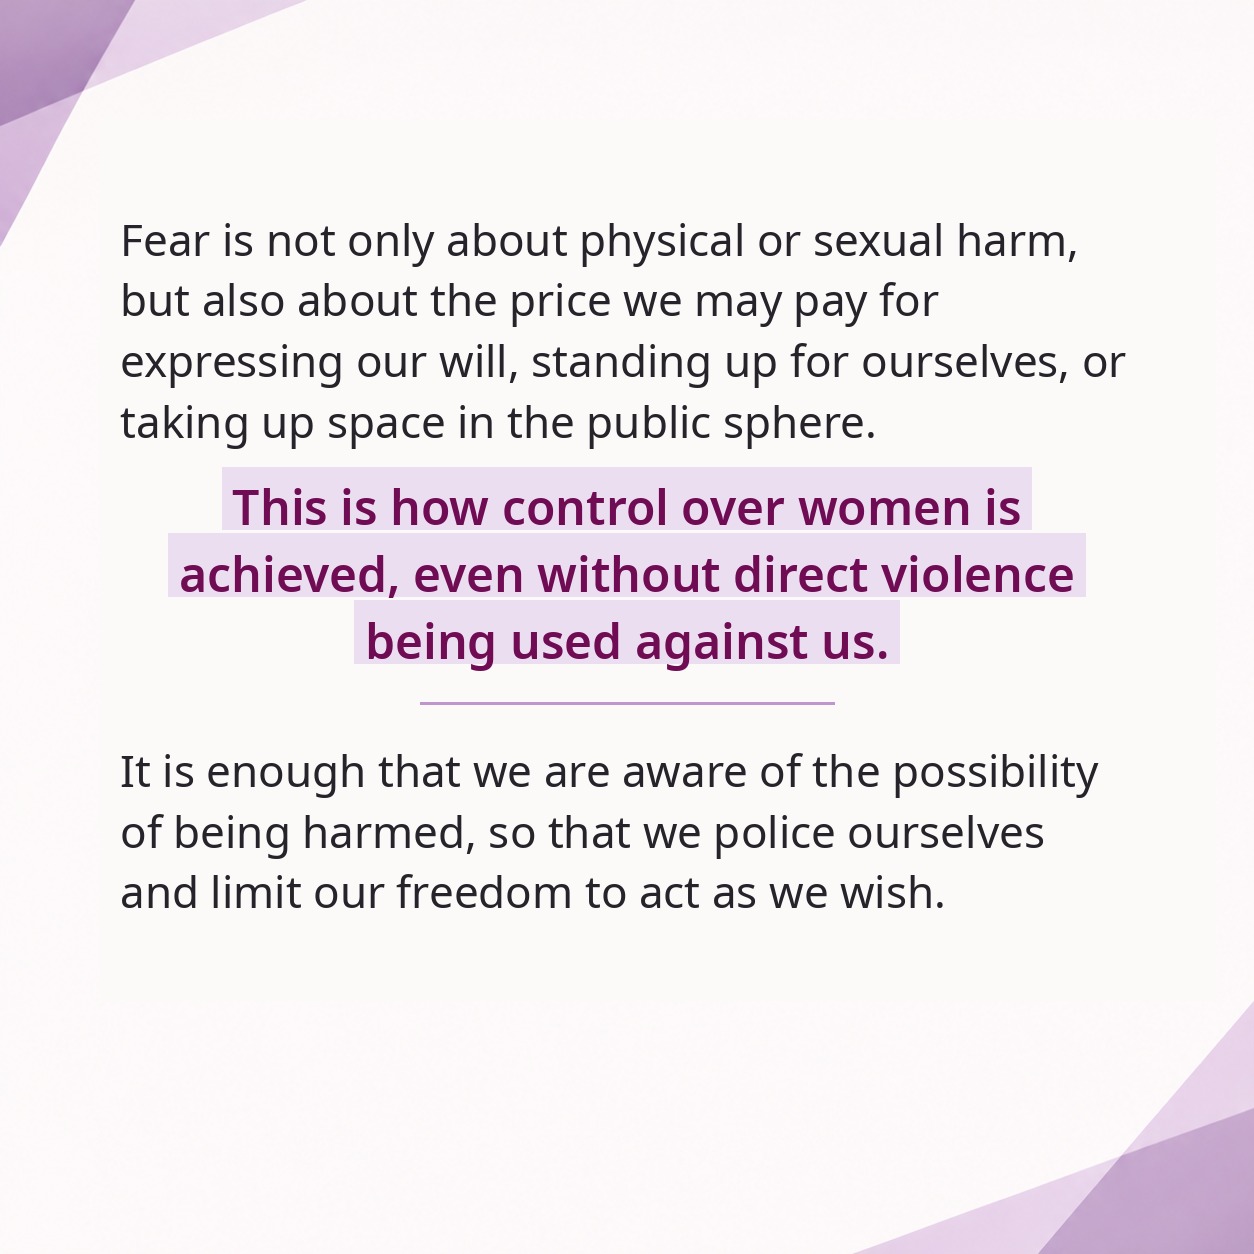 Fear is not only about physical or sexual harm,
but also about the price we may pay for
expressing our will, standing up for ourselves, or
taking up space in the public sphere.
This is how control over women is
achieved, even without direct violence
being used against us.
It is enough that we are aware of the possibility
of being harmed, so that we police ourselves
and limit our freedom to act as we wish.